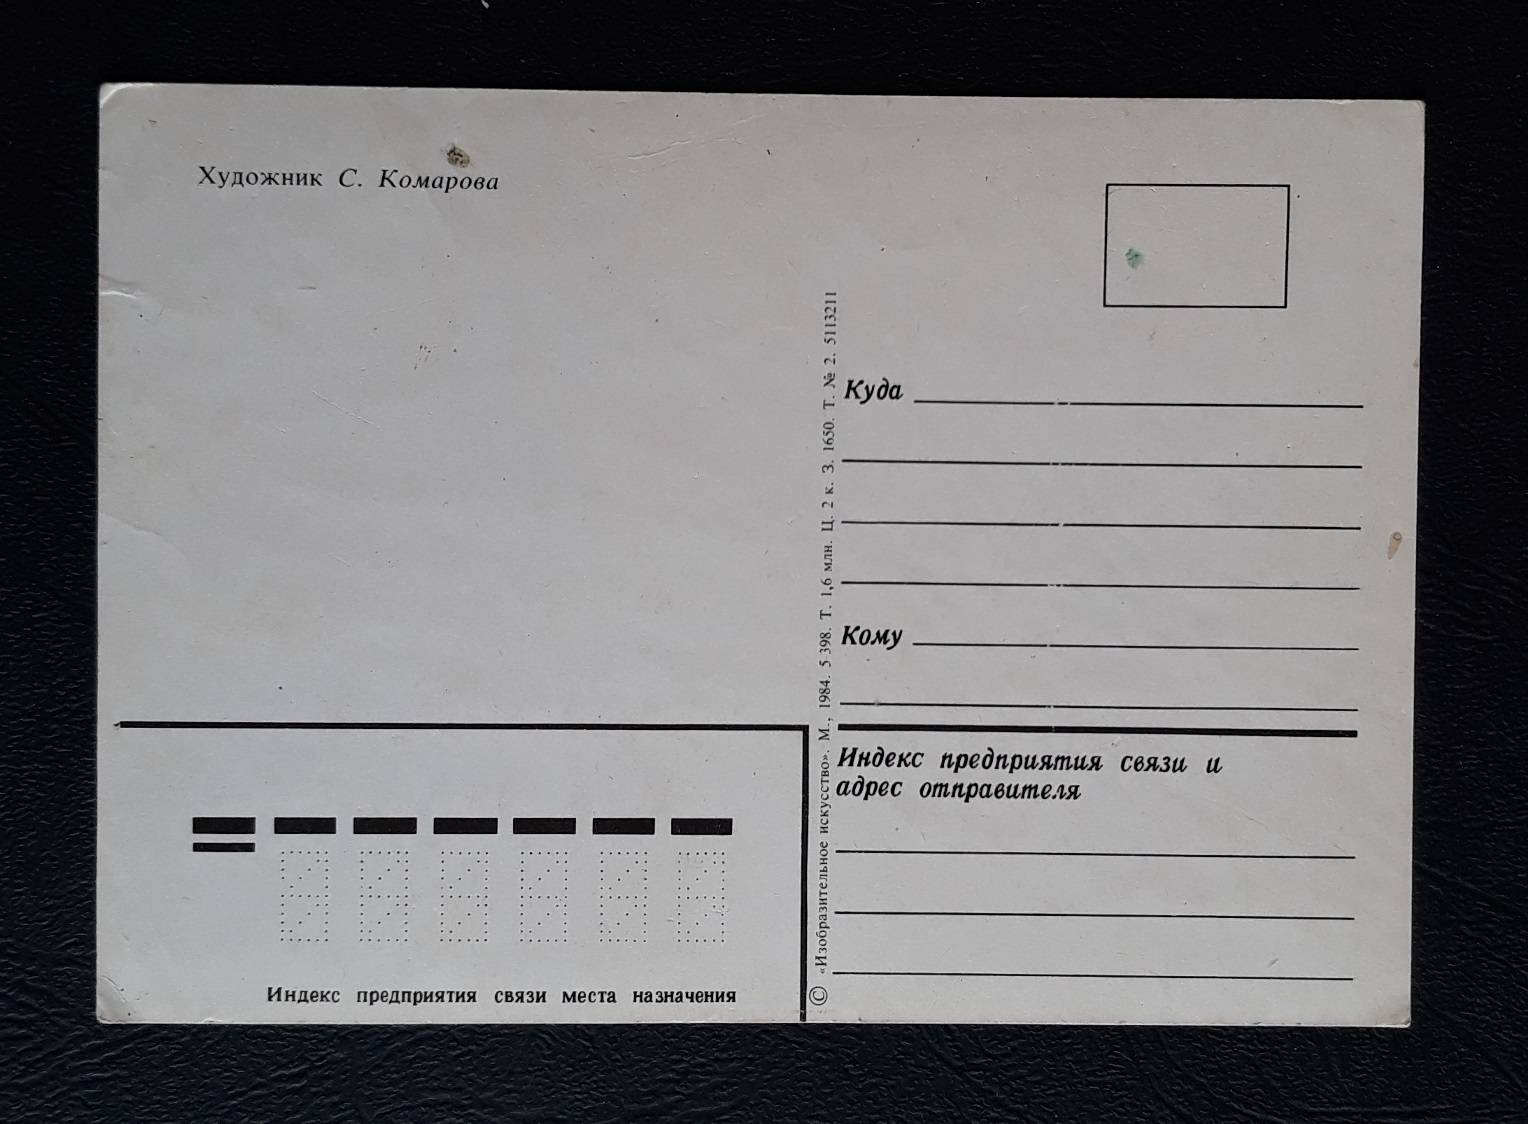 Художник С. Комарова
Куда
Кому
Индекс предприятия связи и
адрес отправителя
Индекс предприятия связи места назначения
© «Изобразительное искусство». М., 1984. 5 398. Т. 1,6 млн. Ц. 2 к. З. 1650. Т. № 2. 5113211